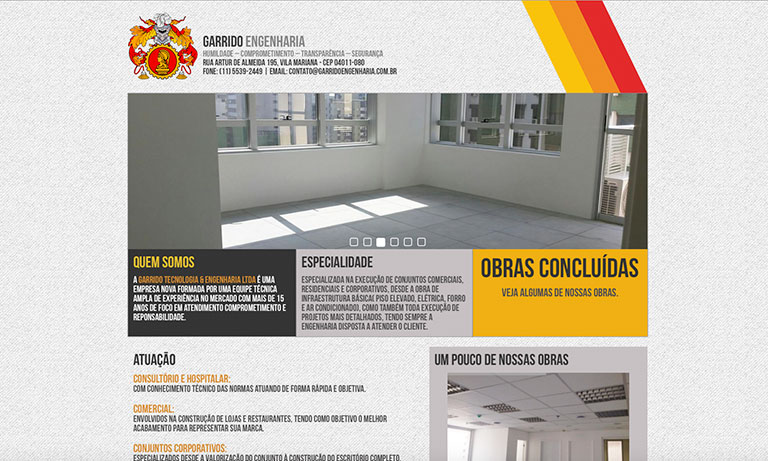 GARRIDO ENGENHARIA
HUMILDADE – COMPROMETIMENTO – TRANSPARÊNCIA – SEGURANÇA
RUA ARTUR DE ALMEIDA 195, VILA MARIANA - CEP 04011-080
FONE: (11) 5539-2449 | EMAIL: CONTATO@GARRIDOENGENHARIA.COM.BR
QUEM SOMOS
A GARRIDO TECNOLOGIA & ENGENHARIA LTDA É UMA
EMPRESA NOVA FORMADA POR UMA EQUIPE TÉCNICA
AMPLA DE EXPERIÊNCIA NO MERCADO COM MAIS DE 15
ANOS DE FOCO EM ATENDIMENTO COMPROMETIMENTO E
REPONSABILIDADE.
ESPECIALIDADE
ESPECIALIZADA NA EXECUÇÃO DE CONJUNTOS COMERCIAIS,
RESIDENCIAIS E CORPORATIVOS, DESDE A OBRA DE
INFRAESTRUTURA BÁSICA( PISO ELEVADO, ELÉTRICA, FORRO
E AR CONDICIONADO), COMO TAMBÉM TODA EXECUÇÃO DE
PROJETOS MAIS DETALHADOS, TENDO SEMPRE A
ENGENHARIA DISPOSTA A ATENDER O CLIENTE.
OBRAS CONCLUÍDAS
VEJA ALGUMAS DE NOSSAS OBRAS.
ATUAÇÃO
CONSULTÓRIO E HOSPITALAR:
COM CONHECIMENTO TÉCNICO DAS NORMAS ATUANDO DE FORMA RÁPIDA E OBJETIVA.
COMERCIAL:
ENVOLVIDOS NA CONSTRUÇÃO DE LOJAS E RESTAURANTES, TENDO COMO OBJETIVO O MELHOR
ACABAMENTO PARA REPRESENTAR SUA MARCA.
CONJUNTOS CORPORATIVOS:
ESPECIALIZADOS DESDE A VALORIZAÇÃO DO CONJUNTO À CONSTRUÇÃO DO ESCRITÓRIO COMPLETO.
UM POUCO DE NOSSAS OBRAS